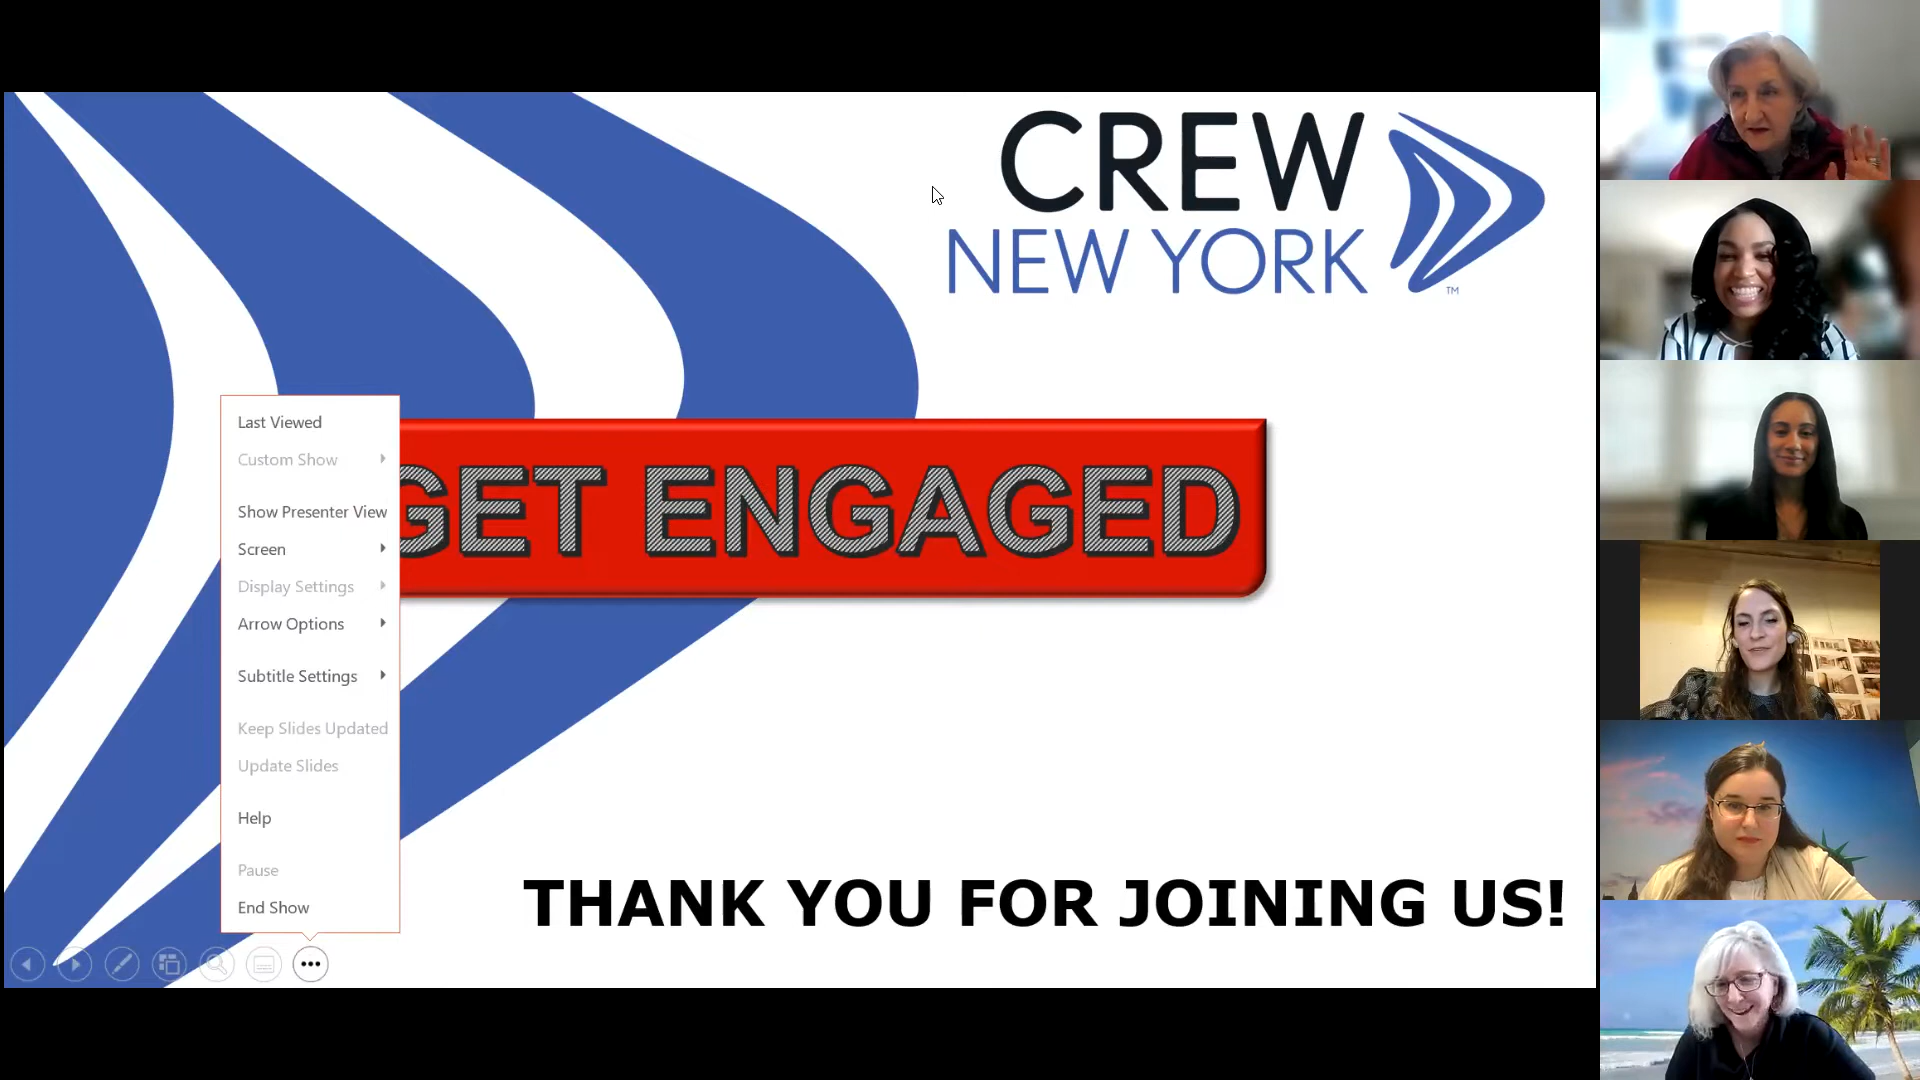 CREW
NEW YORK
TM
GET ENGAGED
Last Viewed
Custom Show
Show Presenter View
Screen
Display Settings
Arrow Options
Subtitle Settings
Keep Slides Updated
Update Slides
Help
Pause
End Show
THANK YOU FOR JOINING US!